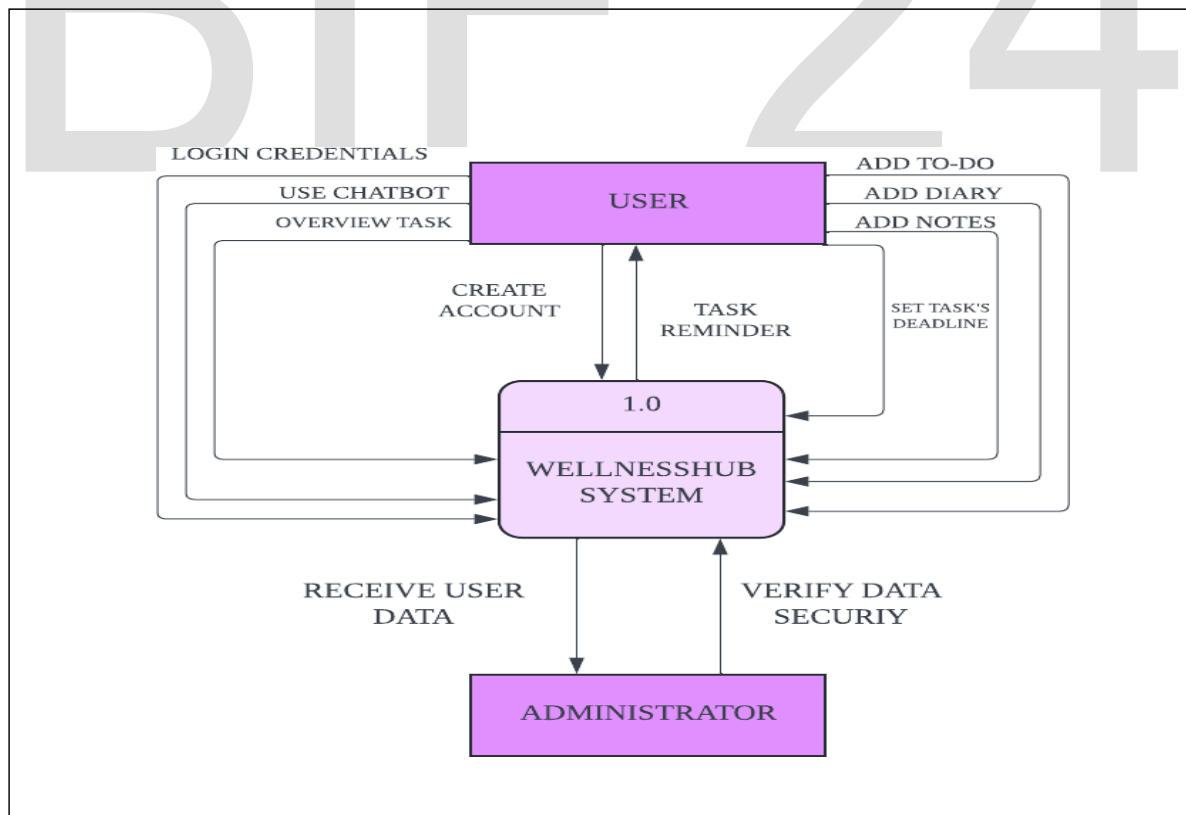 BIF 24
LOGIN CREDENTIALS
USE CHATBOT
OVERVIEW TASK
USER
ADD TO-DO
ADD DIARY
ADD NOTES
CREATE
ACCOUNT
TASK
REMINDER
SET TASK'S
DEADLINE
1.0
WELLNESSHUB
SYSTEM
RECEIVE USER
DATA
VERIFY DATA
SECURIY
ADMINISTRATOR